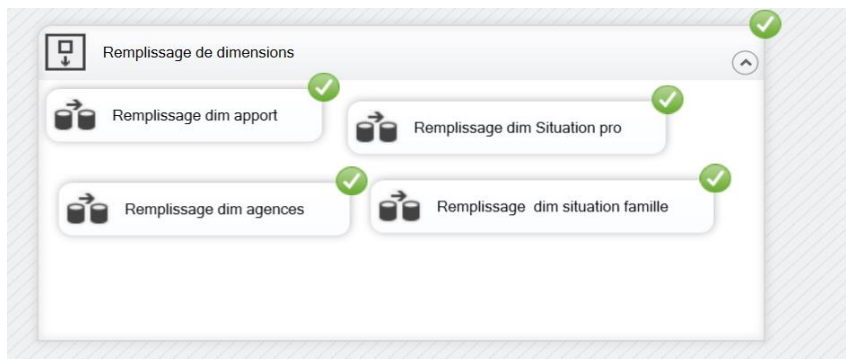 Remplissage de dimensions
Remplissage dim apport
Remplissage dim Situation pro
Remplissage dim agences
Remplissage dim situation famille